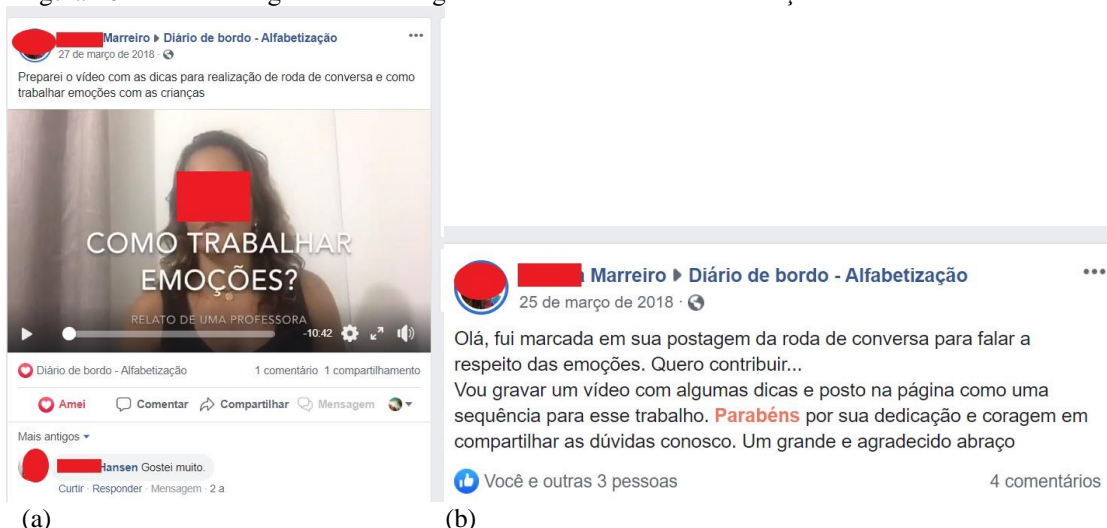 Marreiro ▸ Diário de bordo - Alfabetização
27 de março de 2018 ·
Preparei o vídeo com as dicas para realização de roda de conversa e como
trabalhar emoções com as crianças
COMO TRABALHAR
EMOÇÕES?
RELATO DE UMA PROFESSORA
-10:42
Diário de bordo - Alfabetização 1 comentário 1 compartilhamento
Amei Comentar Compartilhar Mensagem
Mais antigos
Hansen Gostei muito.
Curtir · Responder · Mensagem · 2 a
(a)
Marreiro ▸ Diário de bordo - Alfabetização
25 de março de 2018 ·
Olá, fui marcada em sua postagem da roda de conversa para falar a
respeito das emoções. Quero contribuir...
Vou gravar um vídeo com algumas dicas e posto na página como uma
sequência para esse trabalho. Parabéns por sua dedicação e coragem em
compartilhar as dúvidas conosco. Um grande e agradecido abraço
Você e outras 3 pessoas 4 comentários
(b)